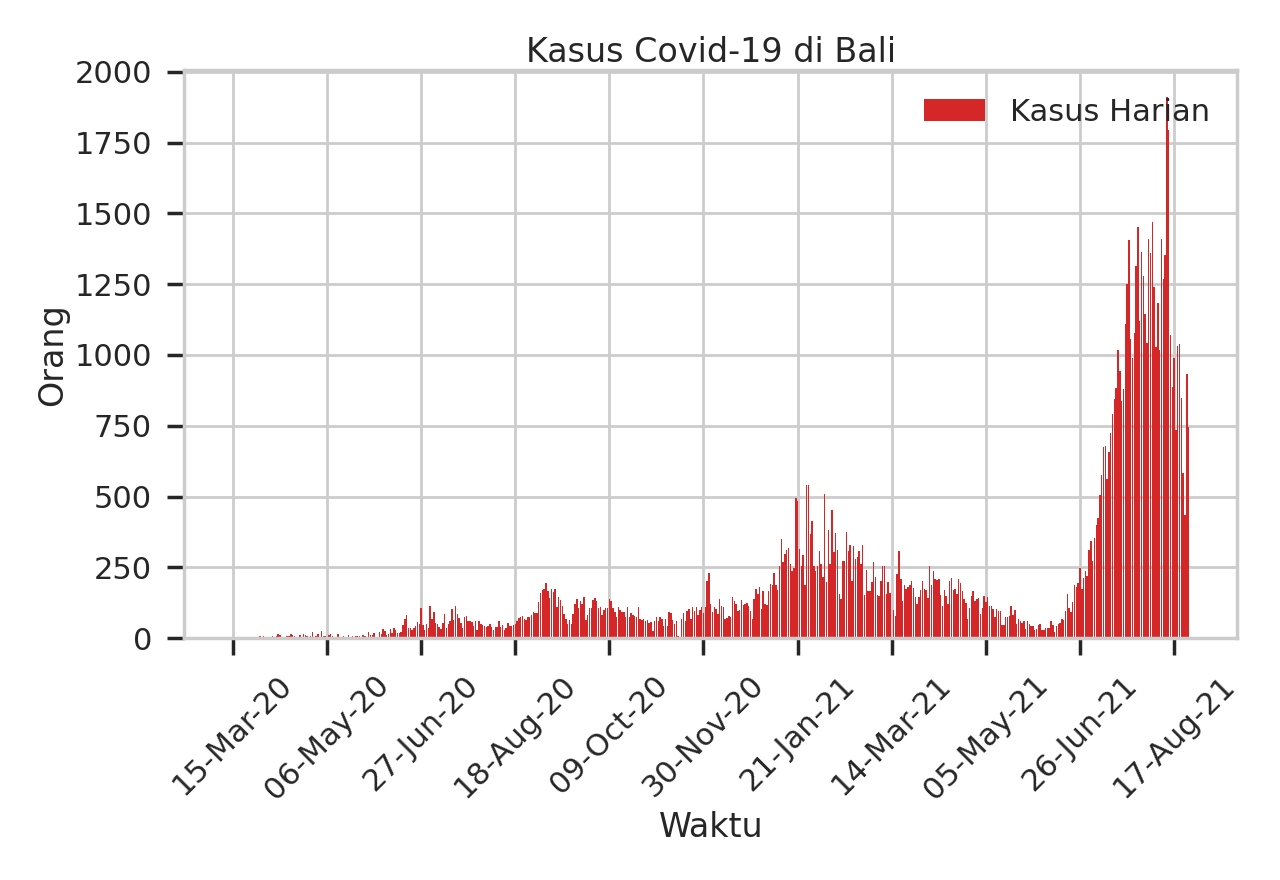 Kasus Covid-19 di Bali
Kasus Harian
Orang
2000
1750
1500
1250
1000
750
500
250
0
15-Mar-20
06-May-20
27-Jun-20
18-Aug-20
09-Oct-20
30-Nov-20
21-Jan-21
14-Mar-21
05-May-21
26-Jun-21
17-Aug-21
Waktu